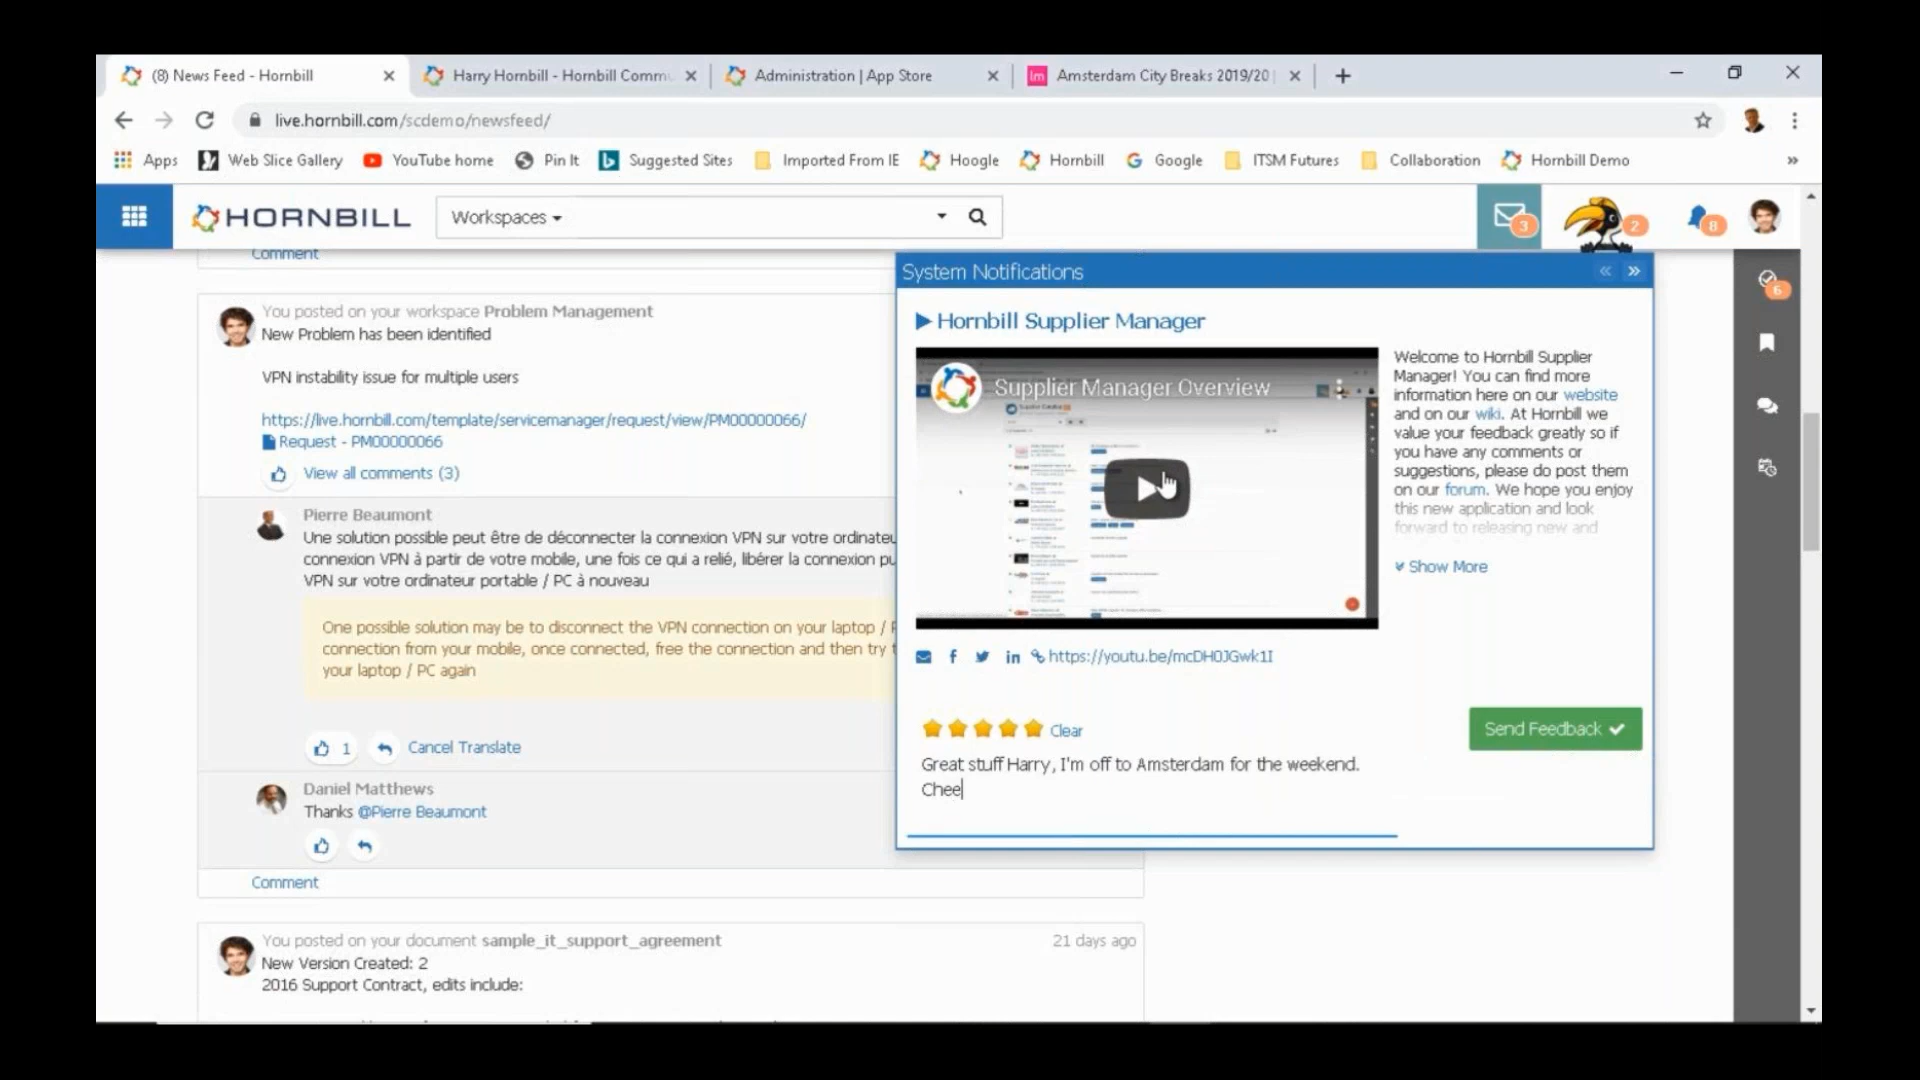 (8) News Feed - Hornbill
Harry Hornbill - Hornbill Commu
Administration | App Store
lm
Amsterdam City Breaks 2019/20 |
live.hornbill.com/scdemo/newsfeed/
Apps
Web Slice Gallery
YouTube home
Pin It
Suggested Sites
Imported From IE
Hoogle
Hornbill
Google
ITSM Futures
Collaboration
Hornbill Demo
HORNBILL
Workspaces
3
2
8
6
Comment
You posted on your workspace Problem Management
New Problem has been identified
VPN instability issue for multiple users
https://live.hornbill.com/template/servicemanager/request/view/PM00000066/
Request - PM00000066
View all comments (3)
Pierre Beaumont
Une solution possible peut être de déconnecter la connexion VPN sur votre ordinateu
connexion VPN à partir de votre mobile, une fois ce qui a relié, libérer la connexion pu
VPN sur votre ordinateur portable / PC à nouveau
One possible solution may be to disconnect the VPN connection on your laptop / P
connection from your mobile, once connected, free the connection and then try t
your laptop / PC again
1
Cancel Translate
Daniel Matthews
Thanks @Pierre Beaumont
Comment
You posted on your document sample_it_support_agreement
21 days ago
New Version Created: 2
2016 Support Contract, edits include:
System Notifications
Hornbill Supplier Manager
Supplier Manager Overview
Welcome to Hornbill Supplier
Manager! You can find more
information here on our website
and on our wiki. At Hornbill we
value your feedback greatly so if
you have any comments or
suggestions, please do post them
on our forum. We hope you enjoy
this new application and look
forward to releasing new and
Show More
https://youtu.be/mcDH0JGwk1I
Clear
Send Feedback
Great stuff Harry, I'm off to Amsterdam for the weekend.
Chee